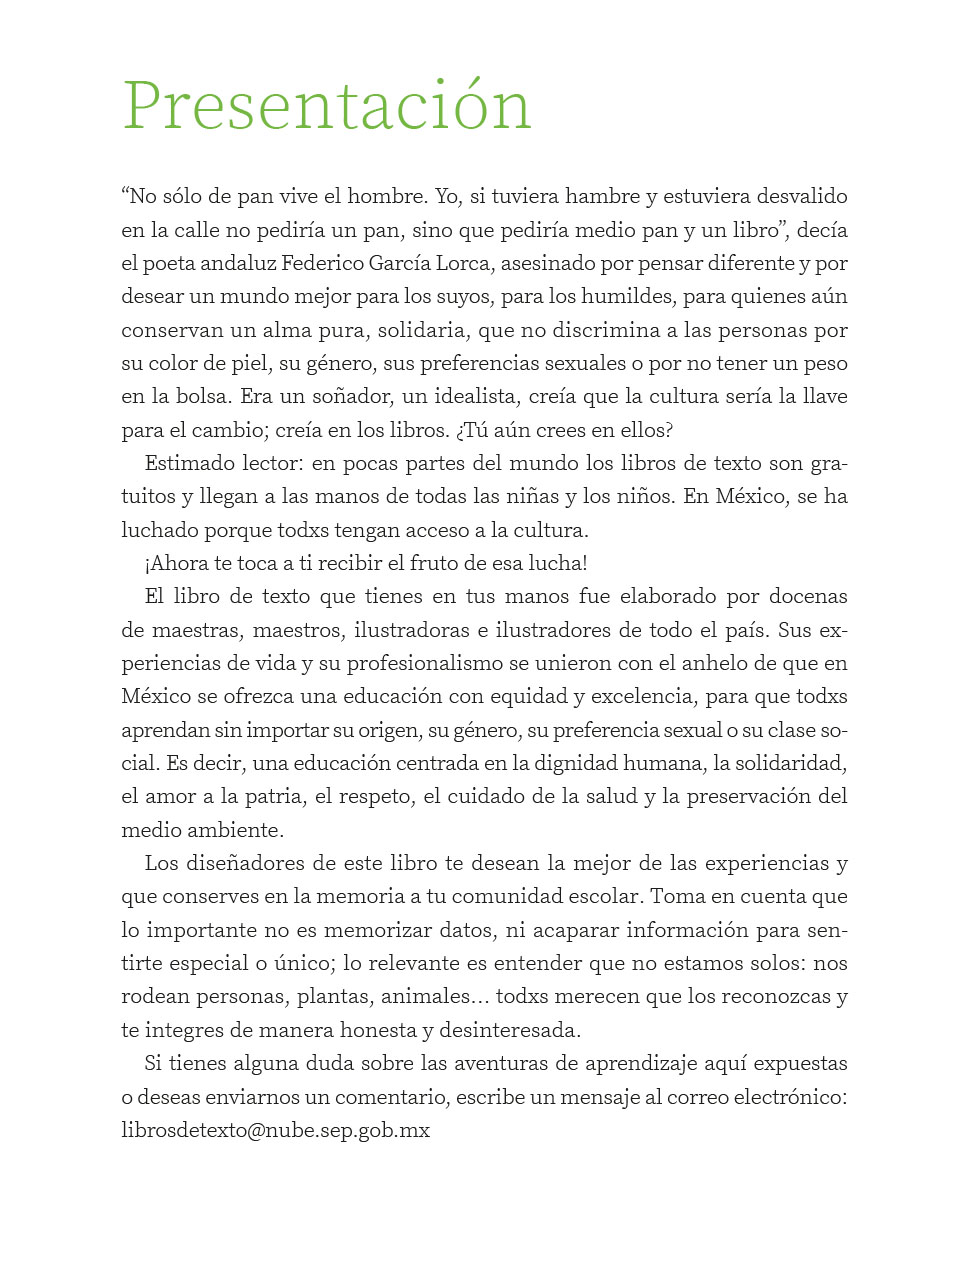 Presentación
“No sólo de pan vive el hombre. Yo, si tuviera hambre y estuviera desvalido
en la calle no pediría un pan, sino que pediría medio pan y un libro”, decía
el poeta andaluz Federico García Lorca, asesinado por pensar diferente y por
desear un mundo mejor para los suyos, para los humildes, para quienes aún
conservan un alma pura, solidaria, que no discrimina a las personas por
su color de piel, su género, sus preferencias sexuales o por no tener un peso
en la bolsa. Era un soñador, un idealista, creía que la cultura sería la llave
para el cambio; creía en los libros. ¿Tú aún crees en ellos?
Estimado lector: en pocas partes del mundo los libros de texto son gra-
tuitos y llegan a las manos de todas las niñas y los niños. En México, se ha
luchado porque todxs tengan acceso a la cultura.
¡Ahora te toca a ti recibir el fruto de esa lucha!
El libro de texto que tienes en tus manos fue elaborado por docenas
de maestras, maestros, ilustradoras e ilustradores de todo el país. Sus ex-
periencias de vida y su profesionalismo se unieron con el anhelo de que en
México se ofrezca una educación con equidad y excelencia, para que todxs
aprendan sin importar su origen, su género, su preferencia sexual o su clase so-
cial. Es decir, una educación centrada en la dignidad humana, la solidaridad,
el amor a la patria, el respeto, el cuidado de la salud y la preservación del
medio ambiente.
Los diseñadores de este libro te desean la mejor de las experiencias y
que conserves en la memoria a tu comunidad escolar. Toma en cuenta que
lo importante no es memorizar datos, ni acaparar información para sen-
tirte especial o único; lo relevante es entender que no estamos solos: nos
rodean personas, plantas, animales… todxs merecen que los reconozcas y
te integres de manera honesta y desinteresada.
Si tienes alguna duda sobre las aventuras de aprendizaje aquí expuestas
o deseas enviarnos un comentario, escribe un mensaje al correo electrónico:
librosdetexto@nube.sep.gob.mx